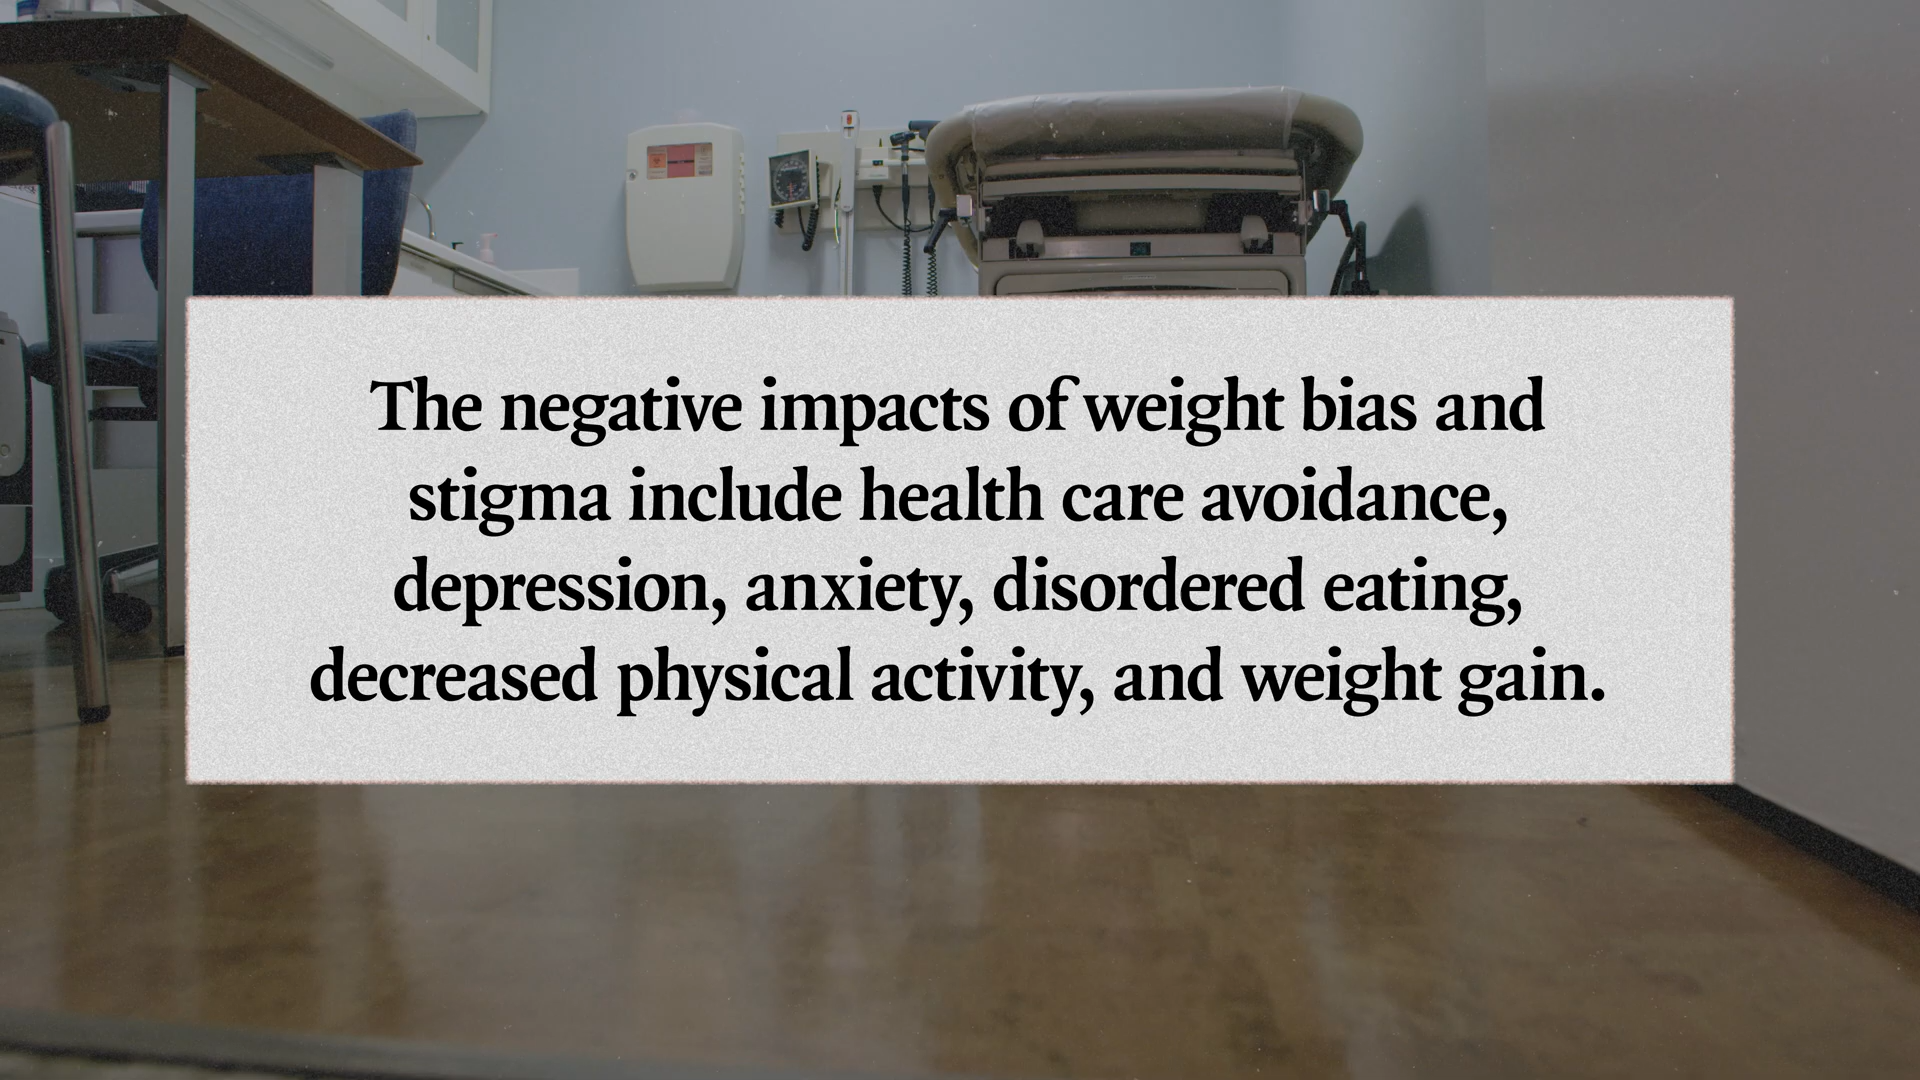 The negative impacts of weight bias and
stigma include health care avoidance,
depression, anxiety, disordered eating,
decreased physical activity, and weight gain.